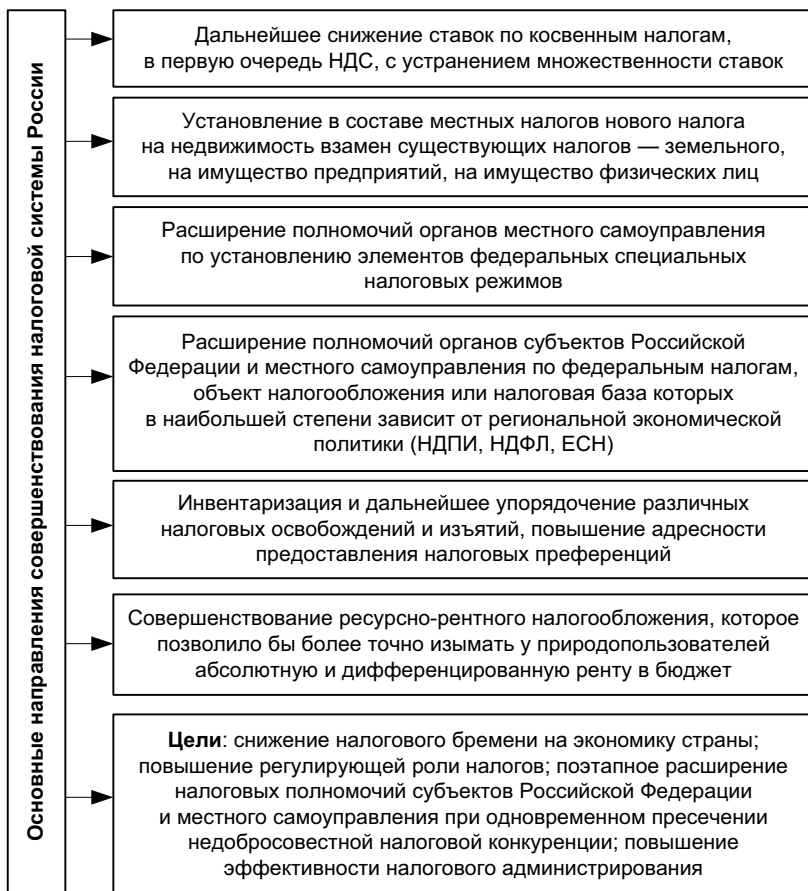 Основные направления совершенствования налоговой системы России
Дальнейшее снижение ставок по косвенным налогам,
в первую очередь НДС, с устранением множественности ставок
Установление в составе местных налогов нового налога
на недвижимость взамен существующих налогов — земельного,
на имущество предприятий, на имущество физических лиц
Расширение полномочий органов местного самоуправления
по установлению элементов федеральных специальных
налоговых режимов
Расширение полномочий органов субъектов Российской
Федерации и местного самоуправления по федеральным налогам,
объект налогообложения или налоговая база которых
в наибольшей степени зависит от региональной экономической
политики (НДПИ, НДФЛ, ЕСН)
Инвентаризация и дальнейшее упорядочение различных
налоговых освобождений и изъятий, повышение адресности
предоставления налоговых преференций
Совершенствование ресурсно-рентного налогообложения, которое
позволило бы более точно изымать у природопользователей
абсолютную и дифференцированную ренту в бюджет
Цели: снижение налогового бремени на экономику страны;
повышение регулирующей роли налогов; поэтапное расширение
налоговых полномочий субъектов Российской Федерации
и местного самоуправления при одновременном пресечении
недобросовестной налоговой конкуренции; повышение
эффективности налогового администрирования